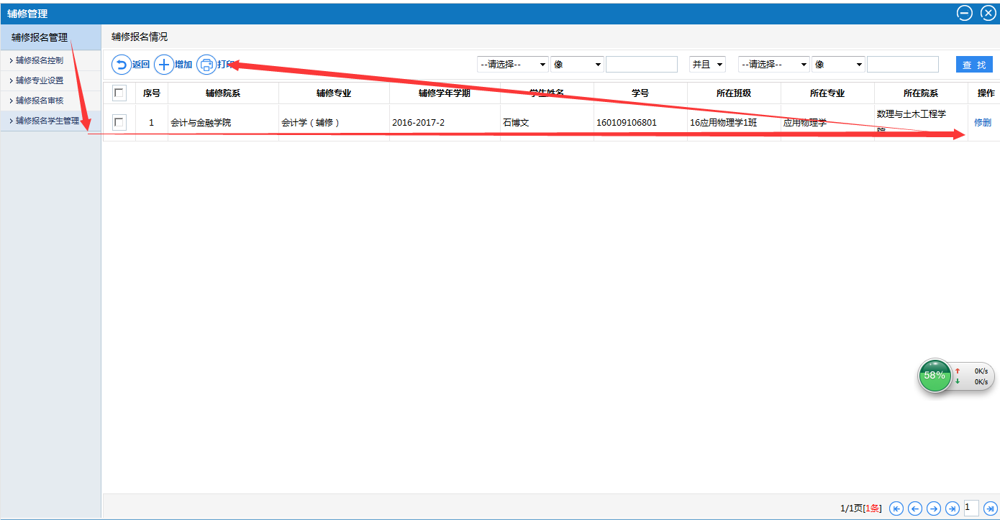 辅修管理
辅修报名管理
辅修报名控制
辅修专业设置
辅修报名审核
辅修报名学生管理
辅修报名情况
返回 增加 打印 --请选择-- 像 并且 --请选择-- 像 查 找
序号 辅修院系 辅修专业 辅修学年学期 学生姓名 学号 所在班级 所在专业 所在院系 操作
1 会计与金融学院 会计学（辅修） 2016-2017-2 石博文 160109106801 16应用物理学1班 应用物理学 数理与土木工程学
院 修删
58% 0K/s
0K/s
1/1页[1条] 1